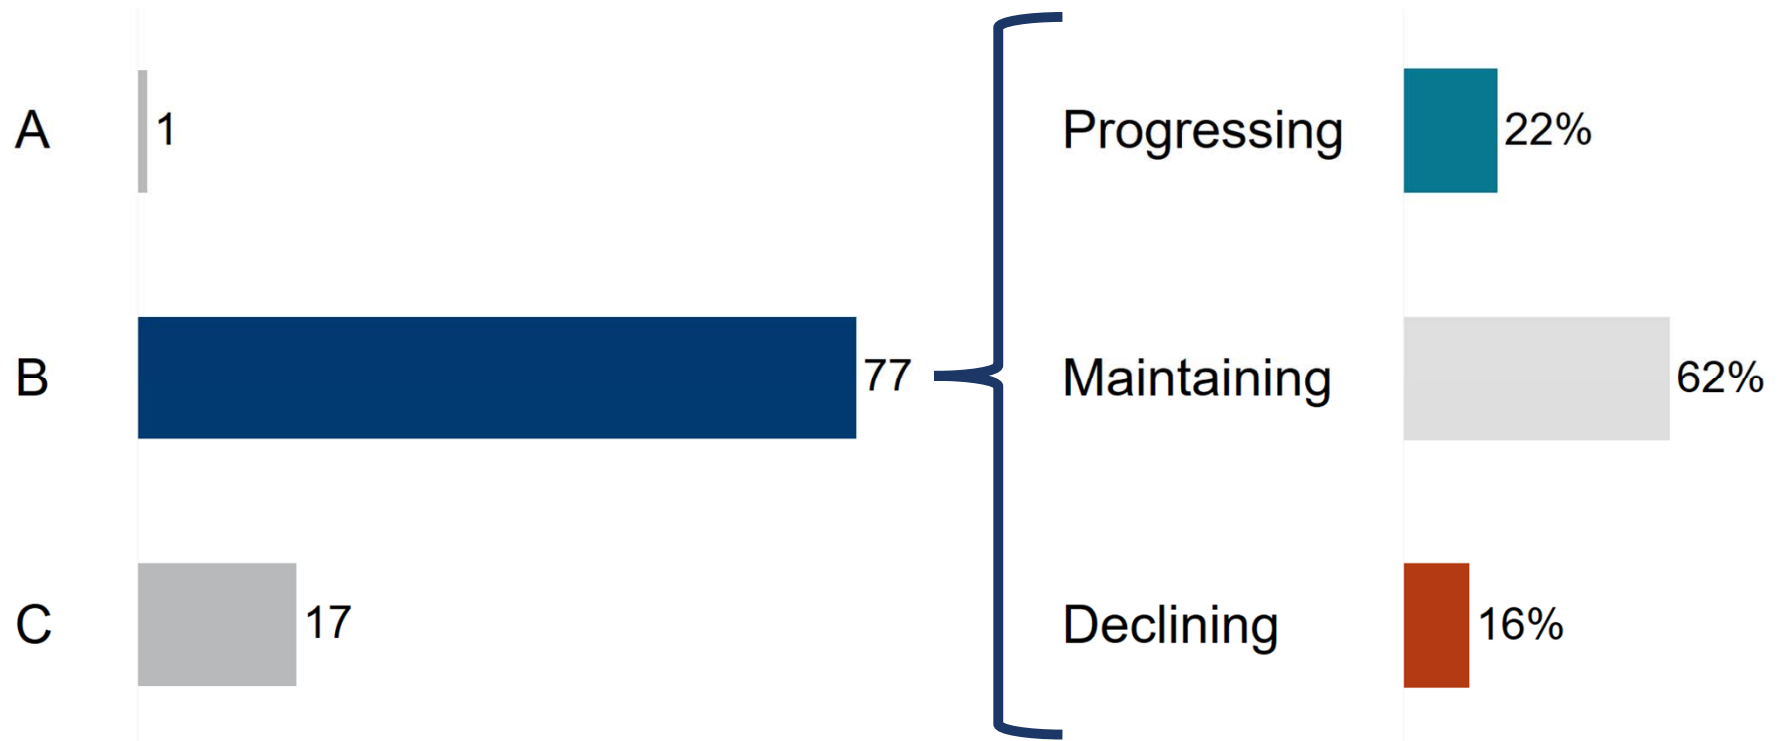 A 1 Progressing 22%
B 77 Maintaining 62%
C 17 Declining 16%